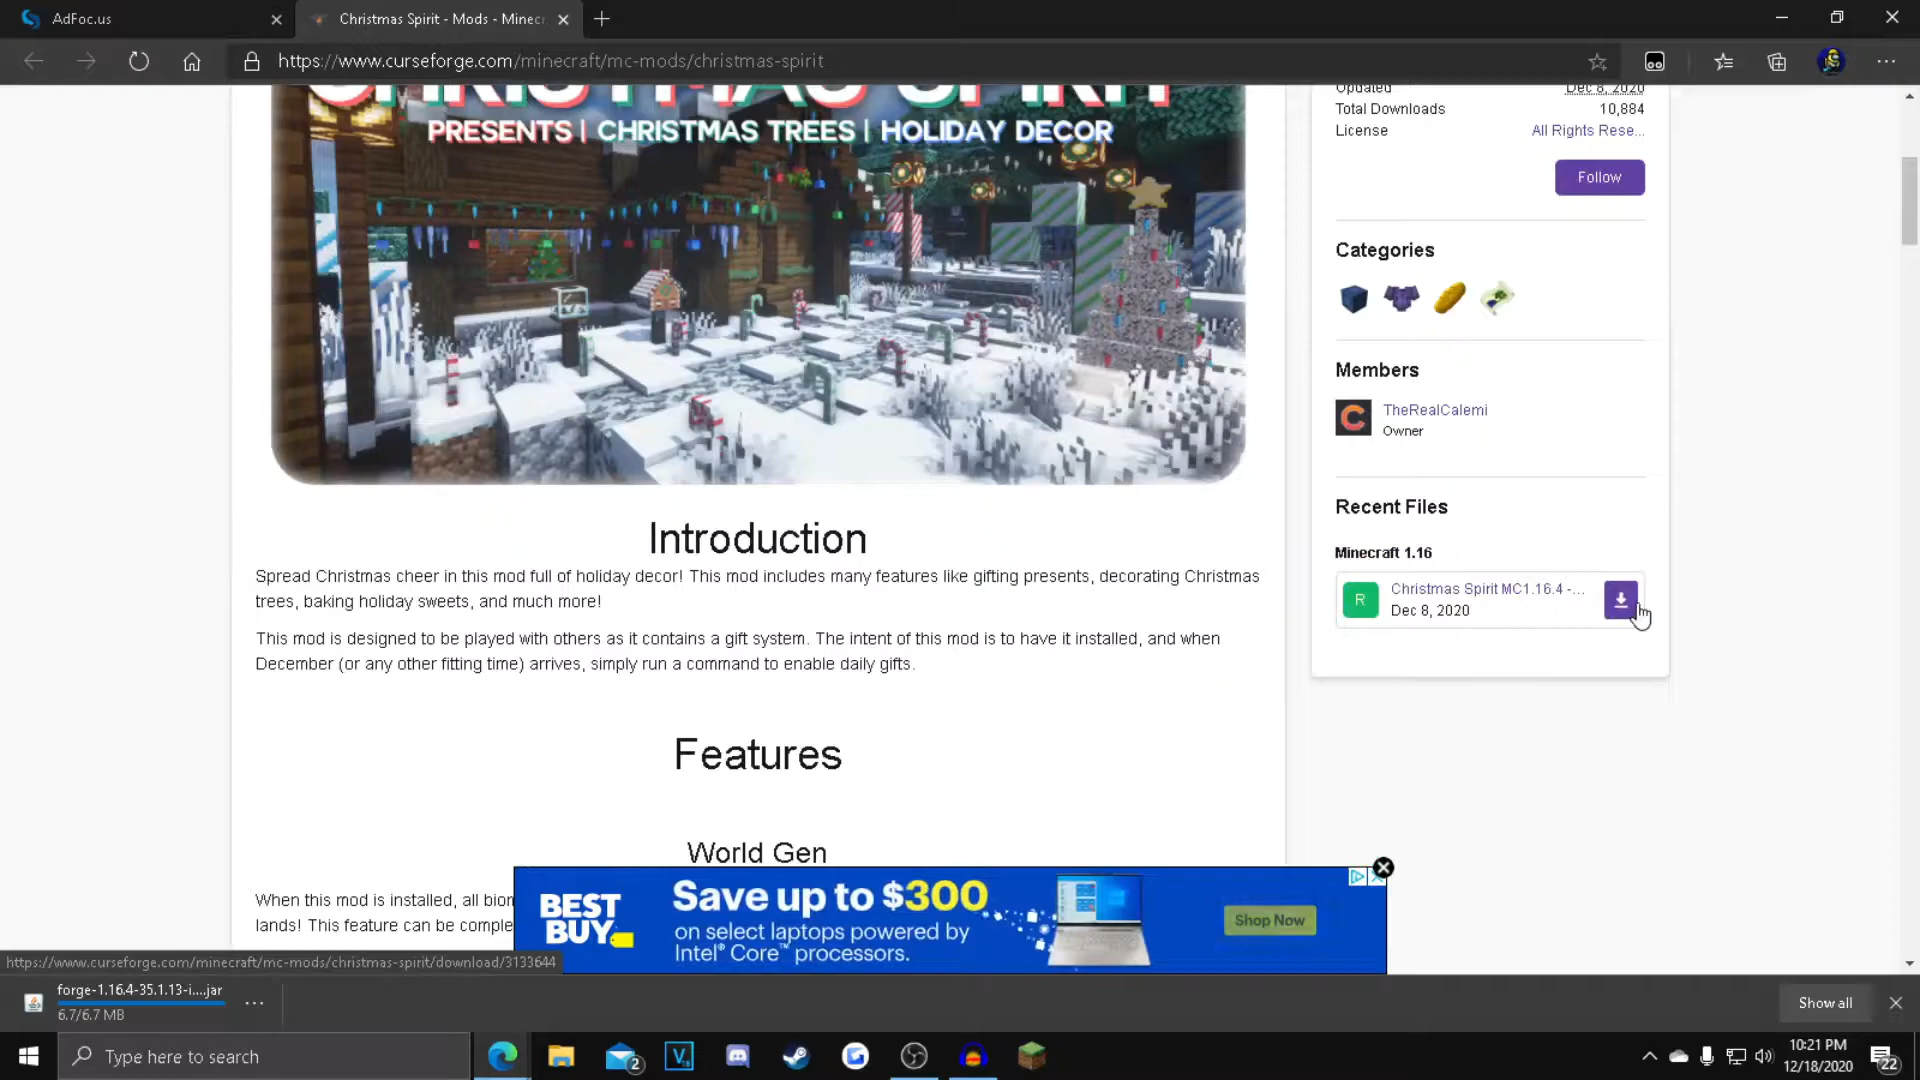 AdFoc.us
Christmas Spirit - Mods - Minec
https://www.curseforge.com/minecraft/mc-mods/christmas-spirit
CHRISTMAS SPIRIT
PRESENTS | CHRISTMAS TREES | HOLIDAY DECOR
Updated Dec 8, 2020
Total Downloads 10,884
License All Rights Rese...
Follow
Categories
Members
TheRealCalemi
Owner
Recent Files
Minecraft 1.16
R
Christmas Spirit MC1.16.4 -...
Dec 8, 2020
Introduction
Spread Christmas cheer in this mod full of holiday decor! This mod includes many features like gifting presents, decorating Christmas
trees, baking holiday sweets, and much more!
This mod is designed to be played with others as it contains a gift system. The intent of this mod is to have it installed, and when
December (or any other fitting time) arrives, simply run a command to enable daily gifts.
Features
World Gen
When this mod is installed, all bion
lands! This feature can be comple
BEST
BUY
Save up to $300
on select laptops powered by
Intel® Core™ processors.
Shop Now
https://www.curseforge.com/minecraft/mc-mods/christmas-spirit/download/3133644
forge-1.16.4-35.1.13-i....jar
6.7/6.7 MB
Show all
Type here to search
2
10:21 PM
12/18/2020
22